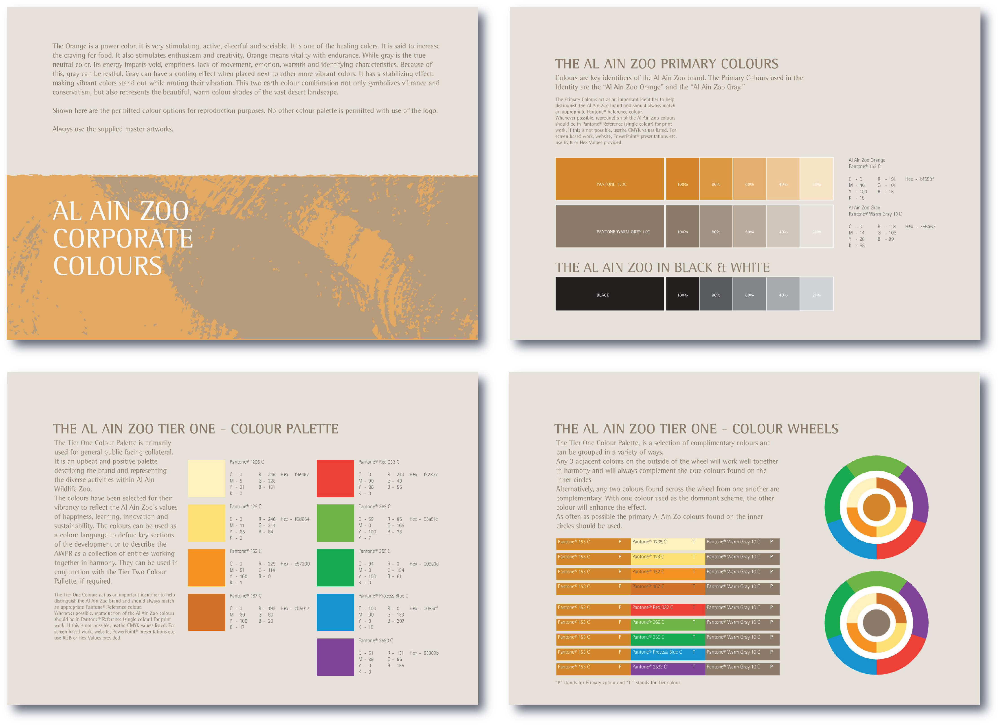 The Orange is a power color, it is very stimulating, active, cheerful and sociable. It is one of the healing colors. It is said to increase
the craving for food. It also stimulates enthusiasm and creativity. Orange means vitality with endurance. While gray is the true
neutral color. Its energy imparts void, emptiness, lack of movement, emotion, warmth and identifying characteristics. Because of
this, gray can be restful. Gray can have a cooling effect when placed next to other more vibrant colors. It has a stabilizing effect,
making vibrant colors stand out while muting their vibration. This two earth colour combination not only symbolizes vibrance and
conservatism, but also represents the beautiful, warm colour shades of the vast desert landscape.
Shown here are the permitted colour options for reproduction purposes. No other colour palette is permitted with use of the logo.
Always use the supplied master artworks.
AL AIN ZOO
CORPORATE
COLOURS
THE AL AIN ZOO PRIMARY COLOURS
Colours are key identifiers of the Al Ain Zoo brand. The Primary Colours used in the
Identity are the “Al Ain Zoo Orange” and the “Al Ain Zoo Gray.”
The Primary Colours act as an important identifier to help
distinguish the Al Ain Zoo brand and should always match
an appropriate Pantone® Reference colour.
Whenever possible, reproduction of the Al Ain Zoo colours
should be in Pantone® Reference (single colour) for print
work. If this is not possible, usethe CMYK values listed. For
screen based work, website, PowerPoint® presentations etc.
use RGB or Hex Values provided.
PANTONE 153C 100% 80% 60% 40% 20%
Al Ain Zoo Orange
Pantone® 153 C
C - 0 R - 191 Hex - bf650f
M - 46 G - 101
Y - 100 B - 15
K - 18
PANTONE WARM GREY 10C 100% 80% 60% 40% 20%
Al Ain Zoo Gray
Pantone® Warm Gray 10 C
C - 0 R - 118 Hex - 766a63
M - 14 G - 106
Y - 28 B - 99
K - 55
THE AL AIN ZOO IN BLACK & WHITE
BLACK 100% 80% 60% 40% 20%
THE AL AIN ZOO TIER ONE - COLOUR PALETTE
The Tier One Colour Palette is primarily
used for general public facing collateral.
It is an upbeat and positive palette
describing the brand and representing
the diverse activities within Al Ain
Wildlife Zoo.
The colours have been selected for their
vibrancy to reflect the Al Ain Zoo's values
of happiness, learning, innovation and
sustainability. The colours can be used as
a colour language to define key sections
of the development or to describe the
AWPR as a collection of entities working
together in harmony. They can be used in
conjunction with the Tier Two Colour
Pallette, if required.
The Tier One Colours act as an important identifier to help
distinguish the Al Ain Zoo brand and should always match
an appropriate Pantone® Reference colour.
Whenever possible, reproduction of the Al Ain Zoo colours
should be in Pantone® Reference (single colour) for print
work. If this is not possible, usethe CMYK values listed. For
screen based work, website, PowerPoint® presentations etc.
use RGB or Hex Values provided.
Pantone® 1205 C
C - 0 R - 249 Hex - f9e497
M - 5 G - 228
Y - 31 B - 151
K - 0
Pantone® 128 C
C - 0 R - 246 Hex - f6d654
M - 11 G - 214
Y - 65 B - 84
K - 0
Pantone® 152 C
C - 0 R - 229 Hex - e57200
M - 51 G - 114
Y - 100 B - 0
K - 1
Pantone® 167 C
C - 0 R - 192 Hex - c05017
M - 60 G - 80
Y - 100 B - 23
K - 17
Pantone® Red 032 C
C - 0 R - 243 Hex - f32837
M - 90 G - 40
Y - 86 B - 55
K - 0
Pantone® 369 C
C - 59 R - 85 Hex - 55a51c
M - 0 G - 165
Y - 100 B - 28
K - 7
Pantone® 355 C
C - 94 R - 0 Hex - 009a3d
M - 0 G - 154
Y - 100 B - 61
K - 0
Pantone® Process Blue C
C - 100 R - 0 Hex - 0085cf
M - 00 G - 133
Y - 0 B - 207
K - 10
Pantone® 2593 C
C - 61 R - 131 Hex - 83389b
M - 89 G - 56
Y - 0 B - 155
K - 0
THE AL AIN ZOO TIER ONE - COLOUR WHEELS
The Tier One Colour Palette, is a selection of complimentary colours and
can be grouped in a variety of ways.
Any 3 adjacent colours on the outside of the wheel will work well together
in harmony and will always complement the core colours found on the
inner circles.
Alternatively, any two colours found across the wheel from one another are
complementary. With one colour used as the dominant scheme, the other
colour will enhance the effect.
As often as possible the primary Al Ain Zo colours found on the inner
circles should be used.
Pantone® 153 C P Pantone® 1205 C T Pantone® Warm Gray 10 C P
Pantone® 153 C P Pantone® 128 C T Pantone® Warm Gray 10 C P
Pantone® 153 C P Pantone® 152 C T Pantone® Warm Gray 10 C P
Pantone® 153 C P Pantone® 167 C T Pantone® Warm Gray 10 C P
Pantone® 153 C P Pantone® Red 032 C T Pantone® Warm Gray 10 C P
Pantone® 153 C P Pantone® 369 C T Pantone® Warm Gray 10 C P
Pantone® 153 C P Pantone® 355 C T Pantone® Warm Gray 10 C P
Pantone® 153 C P Pantone® Process Blue C T Pantone® Warm Gray 10 C P
Pantone® 153 C P Pantone® 2593 C T Pantone® Warm Gray 10 C P
“P” stands for Primary colour and “T ” stands for Tier colour